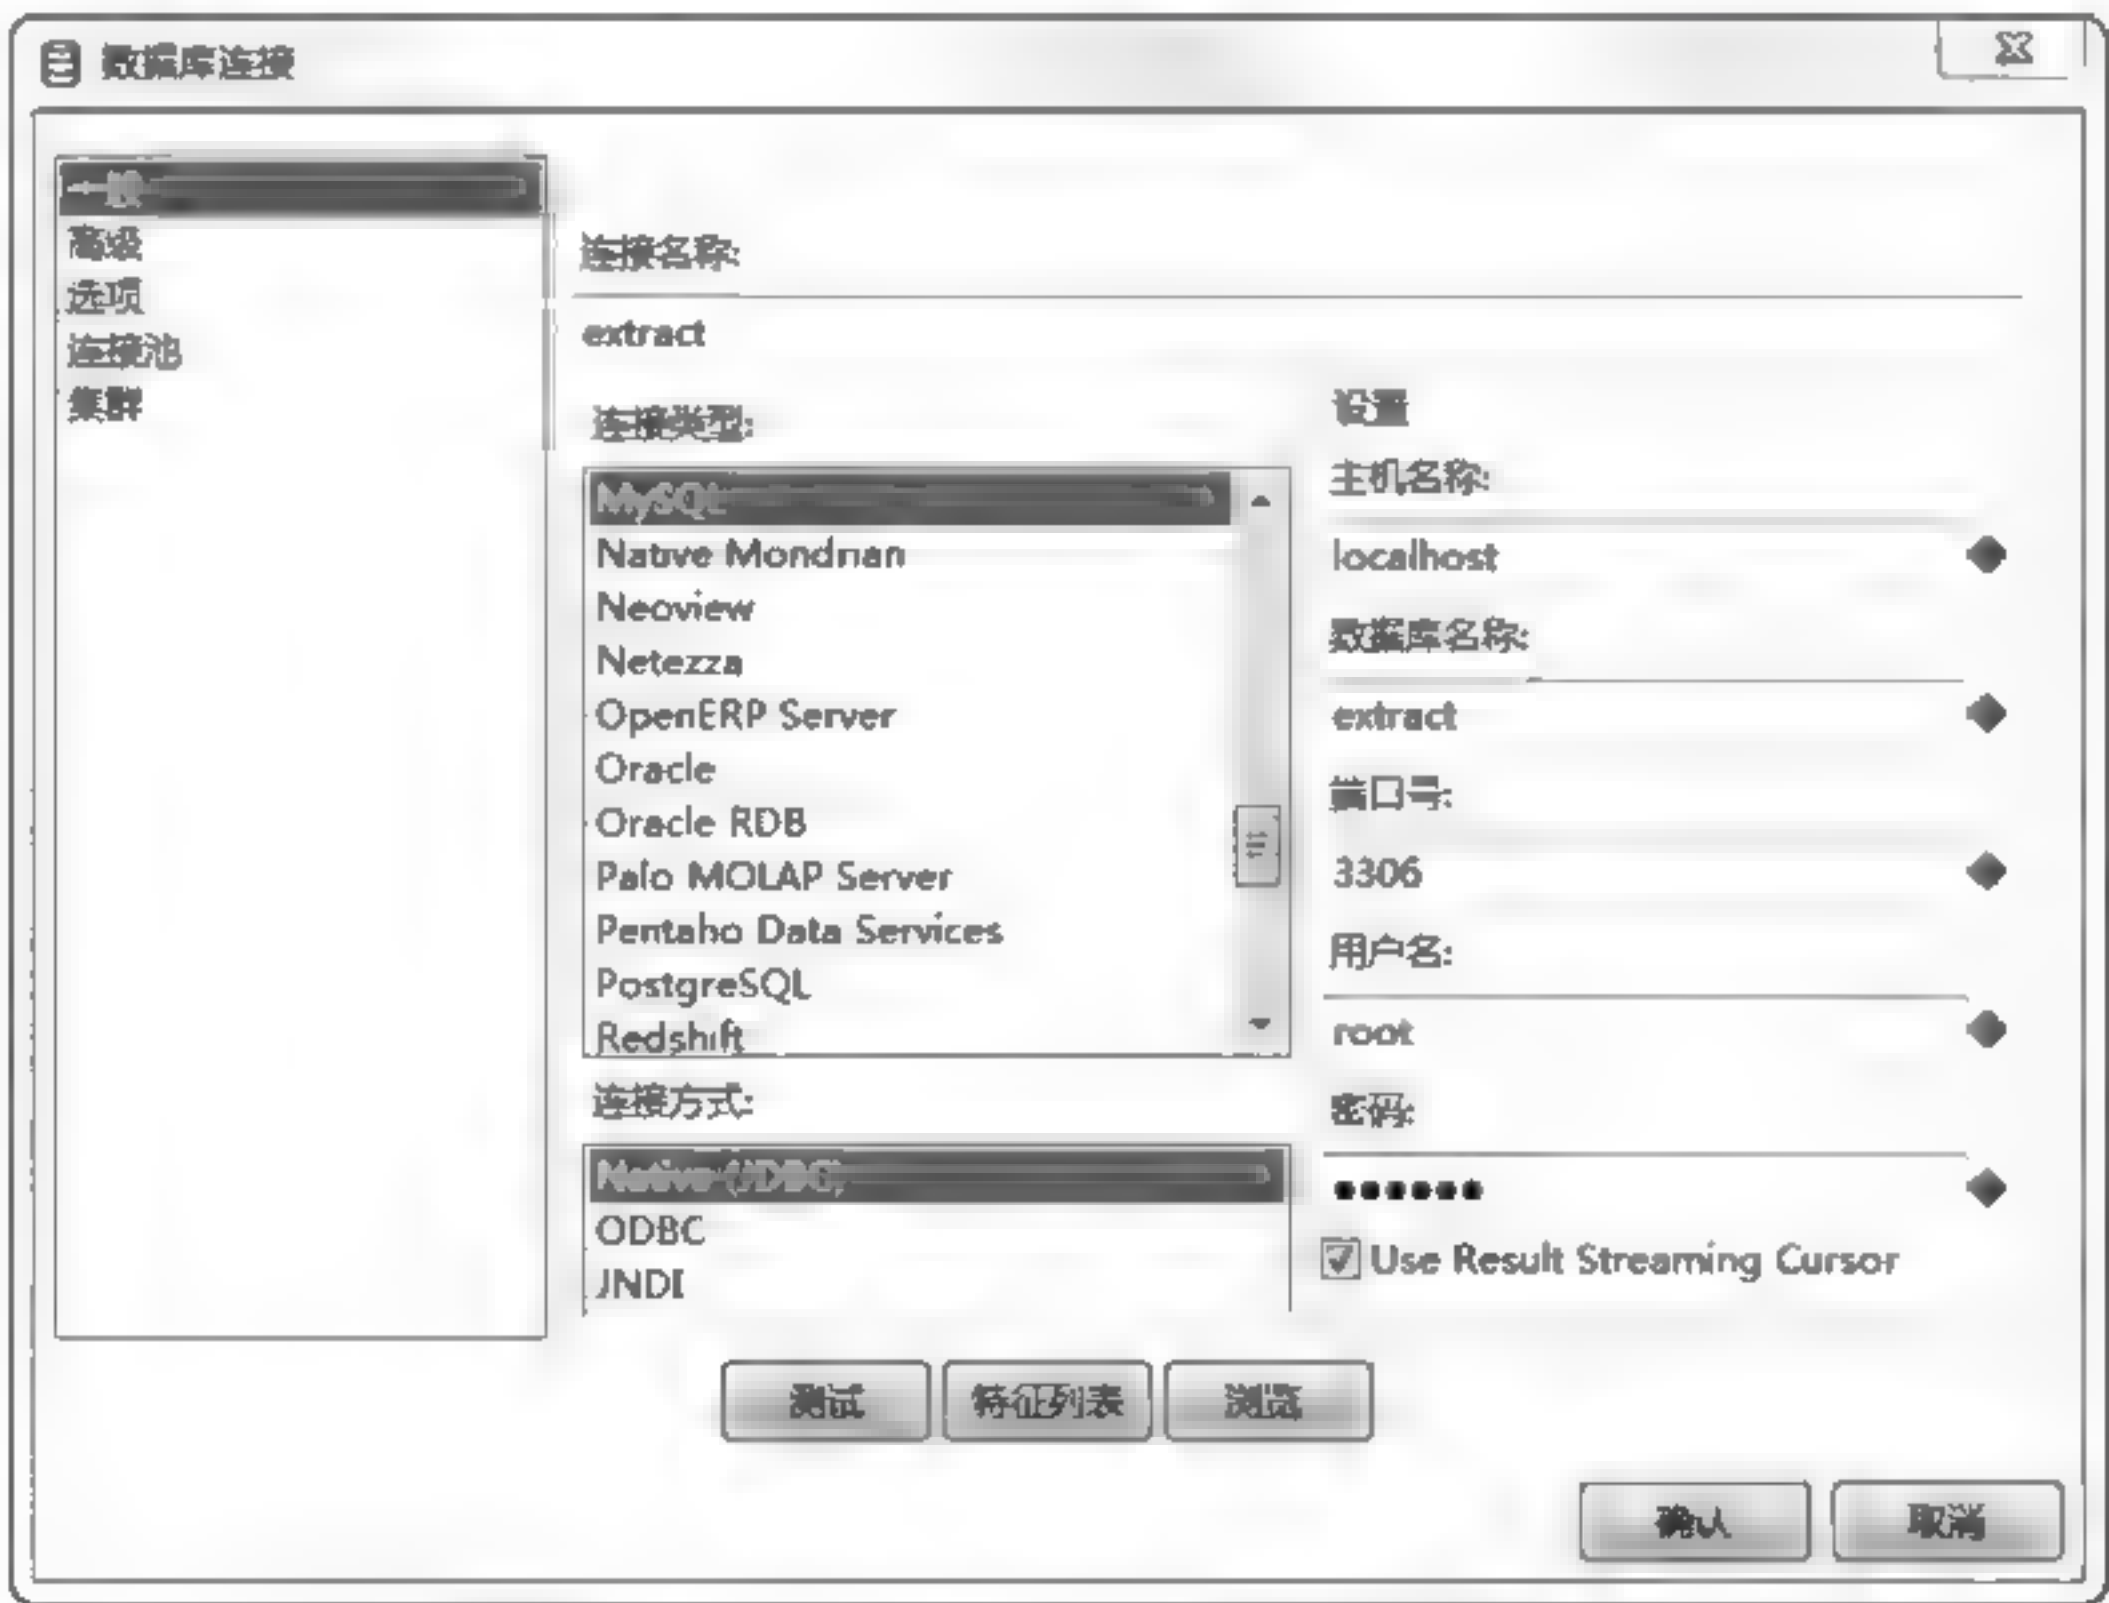 数据库连接
一般
高级
选项
连接池
集群
连接名称:
extract
连接类型:
MySQL
Native Mondrian
Neoview
Netezza
OpenERP Server
Oracle
Oracle RDB
Palo MOLAP Server
Pentaho Data Services
PostgreSQL
Redshift
连接方式:
Native (JDBC)
ODBC
JNDI
设置
主机名称:
localhost
数据库名称:
extract
端口号:
3306
用户名:
root
密码:
●●●●●●
Use Result Streaming Cursor
测试
特征列表
浏览
确认
取消